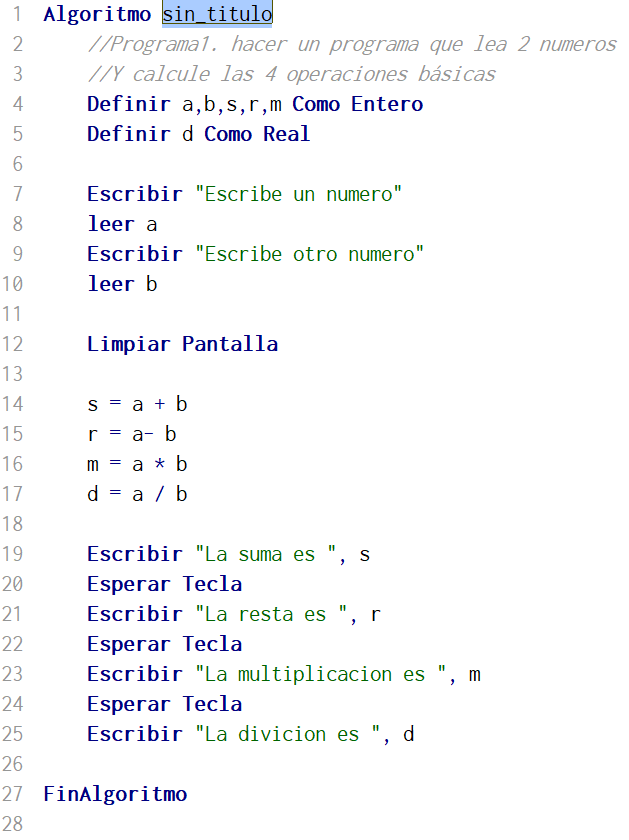 1 Algoritmo sin_titulo
2 //Programa1. hacer un programa que lea 2 numeros
3 //Y calcule las 4 operaciones básicas
4 Definir a,b,s,r,m Como Entero
5 Definir d Como Real
6
7 Escribir "Escribe un numero"
8 leer a
9 Escribir "Escribe otro numero"
10 leer b
11
12 Limpiar Pantalla
13
14 s = a + b
15 r = a- b
16 m = a * b
17 d = a / b
18
19 Escribir "La suma es ", s
20 Esperar Tecla
21 Escribir "La resta es ", r
22 Esperar Tecla
23 Escribir "La multiplicacion es ", m
24 Esperar Tecla
25 Escribir "La divicion es ", d
26
27 FinAlgoritmo
28